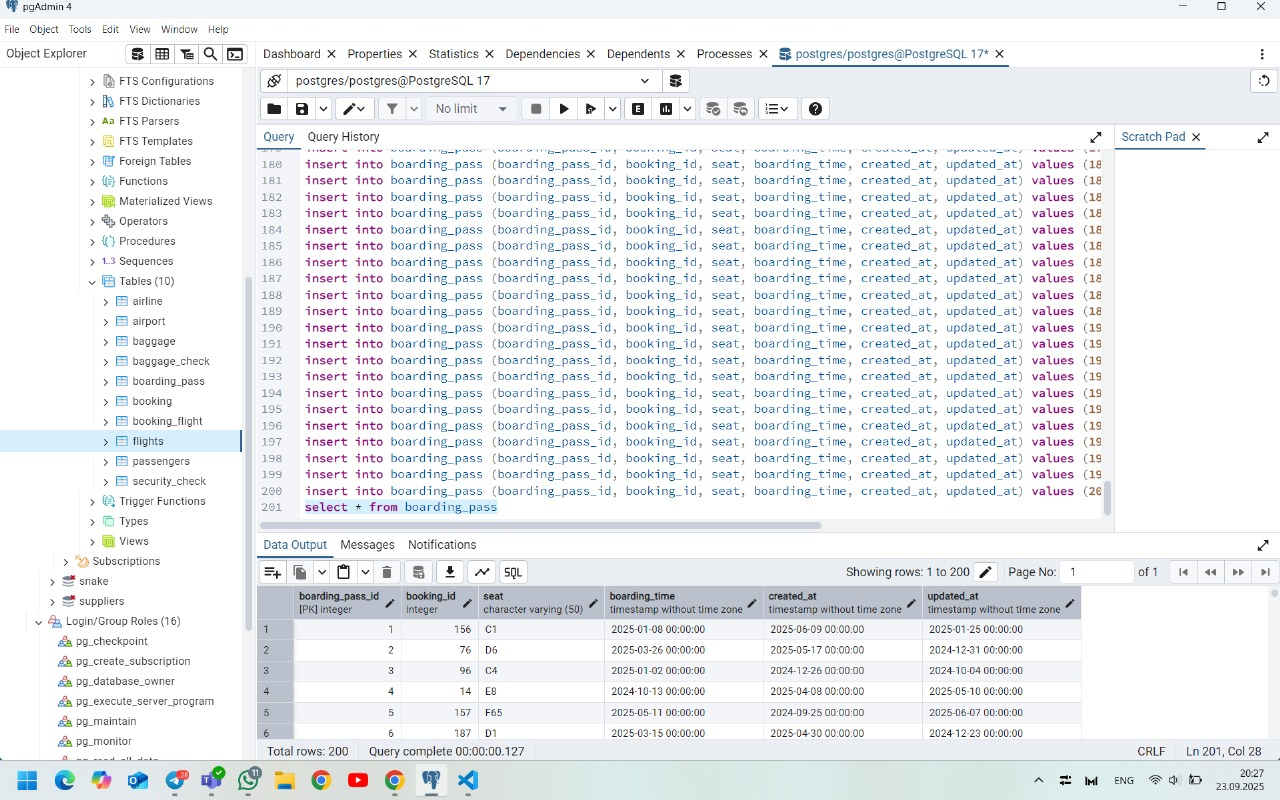 pgAdmin 4
File Object Tools Edit View Window Help
Object Explorer
Dashboard Properties Statistics Dependencies Dependents Processes postgres/postgres@PostgreSQL 17*
postgres/postgres@PostgreSQL 17
No limit
Query Query History
Scratch Pad
FTS Configurations
FTS Dictionaries
FTS Parsers
FTS Templates
Foreign Tables
Functions
Materialized Views
Operators
Procedures
1..3 Sequences
Tables (10)
airline
airport
baggage
baggage_check
boarding_pass
booking
booking_flight
flights
passengers
security_check
Trigger Functions
Types
Views
Subscriptions
snake
suppliers
Login/Group Roles (16)
pg_checkpoint
pg_create_subscription
pg_database_owner
pg_execute_server_program
pg_maintain
pg_monitor
180 insert into boarding_pass (boarding_pass_id, booking_id, seat, boarding_time, created_at, updated_at) values (18
181 insert into boarding_pass (boarding_pass_id, booking_id, seat, boarding_time, created_at, updated_at) values (18
182 insert into boarding_pass (boarding_pass_id, booking_id, seat, boarding_time, created_at, updated_at) values (18
183 insert into boarding_pass (boarding_pass_id, booking_id, seat, boarding_time, created_at, updated_at) values (18
184 insert into boarding_pass (boarding_pass_id, booking_id, seat, boarding_time, created_at, updated_at) values (18
185 insert into boarding_pass (boarding_pass_id, booking_id, seat, boarding_time, created_at, updated_at) values (18
186 insert into boarding_pass (boarding_pass_id, booking_id, seat, boarding_time, created_at, updated_at) values (18
187 insert into boarding_pass (boarding_pass_id, booking_id, seat, boarding_time, created_at, updated_at) values (18
188 insert into boarding_pass (boarding_pass_id, booking_id, seat, boarding_time, created_at, updated_at) values (18
189 insert into boarding_pass (boarding_pass_id, booking_id, seat, boarding_time, created_at, updated_at) values (18
190 insert into boarding_pass (boarding_pass_id, booking_id, seat, boarding_time, created_at, updated_at) values (19
191 insert into boarding_pass (boarding_pass_id, booking_id, seat, boarding_time, created_at, updated_at) values (19
192 insert into boarding_pass (boarding_pass_id, booking_id, seat, boarding_time, created_at, updated_at) values (19
193 insert into boarding_pass (boarding_pass_id, booking_id, seat, boarding_time, created_at, updated_at) values (19
194 insert into boarding_pass (boarding_pass_id, booking_id, seat, boarding_time, created_at, updated_at) values (19
195 insert into boarding_pass (boarding_pass_id, booking_id, seat, boarding_time, created_at, updated_at) values (19
196 insert into boarding_pass (boarding_pass_id, booking_id, seat, boarding_time, created_at, updated_at) values (19
197 insert into boarding_pass (boarding_pass_id, booking_id, seat, boarding_time, created_at, updated_at) values (19
198 insert into boarding_pass (boarding_pass_id, booking_id, seat, boarding_time, created_at, updated_at) values (19
199 insert into boarding_pass (boarding_pass_id, booking_id, seat, boarding_time, created_at, updated_at) values (19
200 insert into boarding_pass (boarding_pass_id, booking_id, seat, boarding_time, created_at, updated_at) values (20
201 select * from boarding_pass
Data Output Messages Notifications
SQL Showing rows: 1 to 200 Page No: 1 of 1
boarding_pass_id booking_id seat boarding_time created_at updated_at
[PK] integer integer character varying (50) timestamp without time zone timestamp without time zone timestamp without time zone
1 1 156 C1 2025-01-08 00:00:00 2025-06-09 00:00:00 2025-01-25 00:00:00
2 2 76 D6 2025-03-26 00:00:00 2025-05-17 00:00:00 2024-12-31 00:00:00
3 3 96 C4 2025-01-02 00:00:00 2024-12-26 00:00:00 2024-10-04 00:00:00
4 4 14 E8 2024-10-13 00:00:00 2025-04-08 00:00:00 2025-05-10 00:00:00
5 5 157 F65 2025-05-11 00:00:00 2024-09-25 00:00:00 2025-06-07 00:00:00
6 6 187 D1 2025-03-15 00:00:00 2025-04-30 00:00:00 2024-12-23 00:00:00
Total rows: 200 Query complete 00:00:00.127 CRLF Ln 201, Col 28
28 11 ENG 20:27
23.09.2025